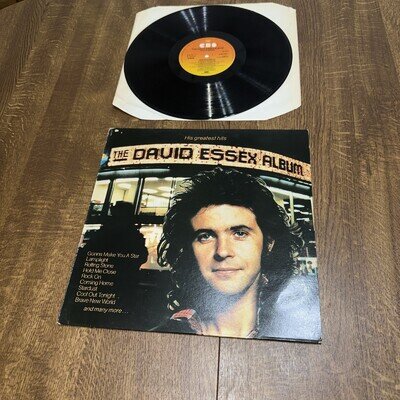 CBS
His greatest hits
THE DAVID ESSEX ALBUM
Gonna Make You A Star
Lamplight
Rolling Stone
Hold Me Close
Rock On
Coming Home
Stardust
Cool Out Tonight
Brave New World
and many more...